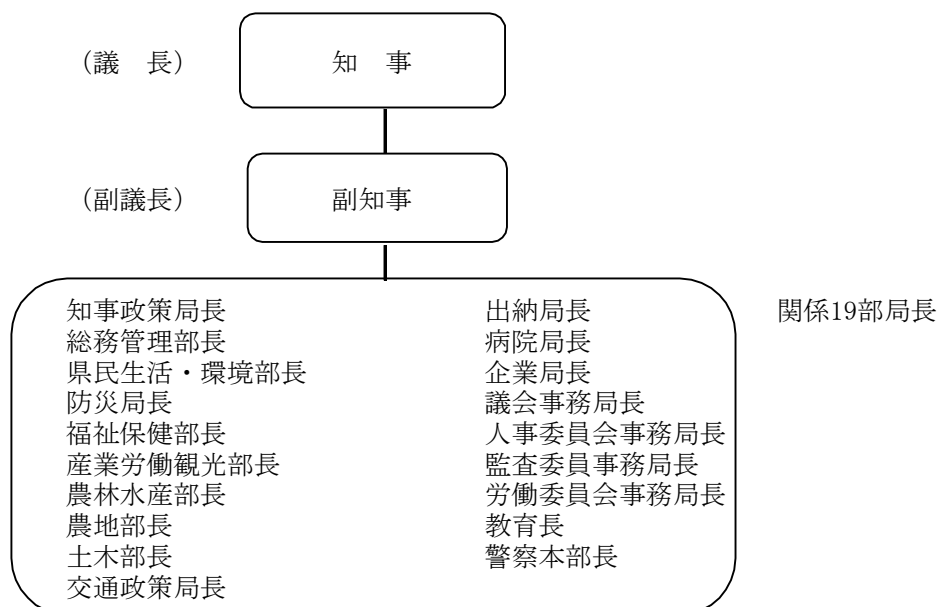 （議　長）
知　事
（副議長）
副知事
知事政策局長
総務管理部長
県民生活・環境部長
防災局長
福祉保健部長
産業労働観光部長
農林水産部長
農地部長
土木部長
交通政策局長
出納局長
病院局長
企業局長
議会事務局長
人事委員会事務局長
監査委員事務局長
労働委員会事務局長
教育長
警察本部長
関係19部局長